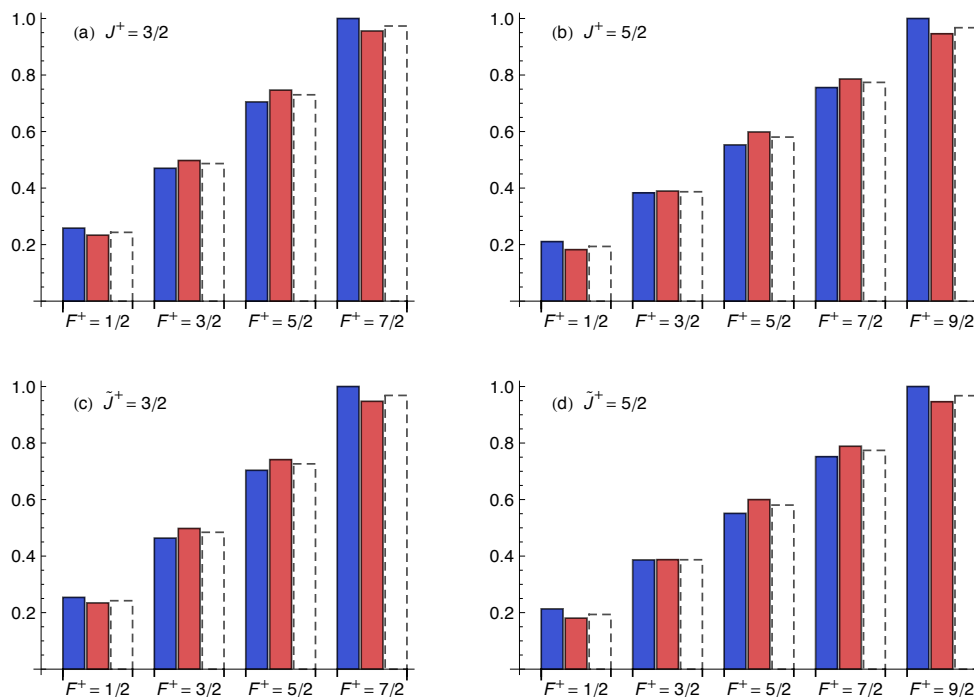 (a) J⁺ = 3/2
1.0
0.8
0.6
0.4
0.2
F⁺ = 1/2 F⁺ = 3/2 F⁺ = 5/2 F⁺ = 7/2
(b) J⁺ = 5/2
1.0
0.8
0.6
0.4
0.2
F⁺ = 1/2 F⁺ = 3/2 F⁺ = 5/2 F⁺ = 7/2 F⁺ = 9/2
(c) J̃⁺ = 3/2
1.0
0.8
0.6
0.4
0.2
F⁺ = 1/2 F⁺ = 3/2 F⁺ = 5/2 F⁺ = 7/2
(d) J̃⁺ = 5/2
1.0
0.8
0.6
0.4
0.2
F⁺ = 1/2 F⁺ = 3/2 F⁺ = 5/2 F⁺ = 7/2 F⁺ = 9/2